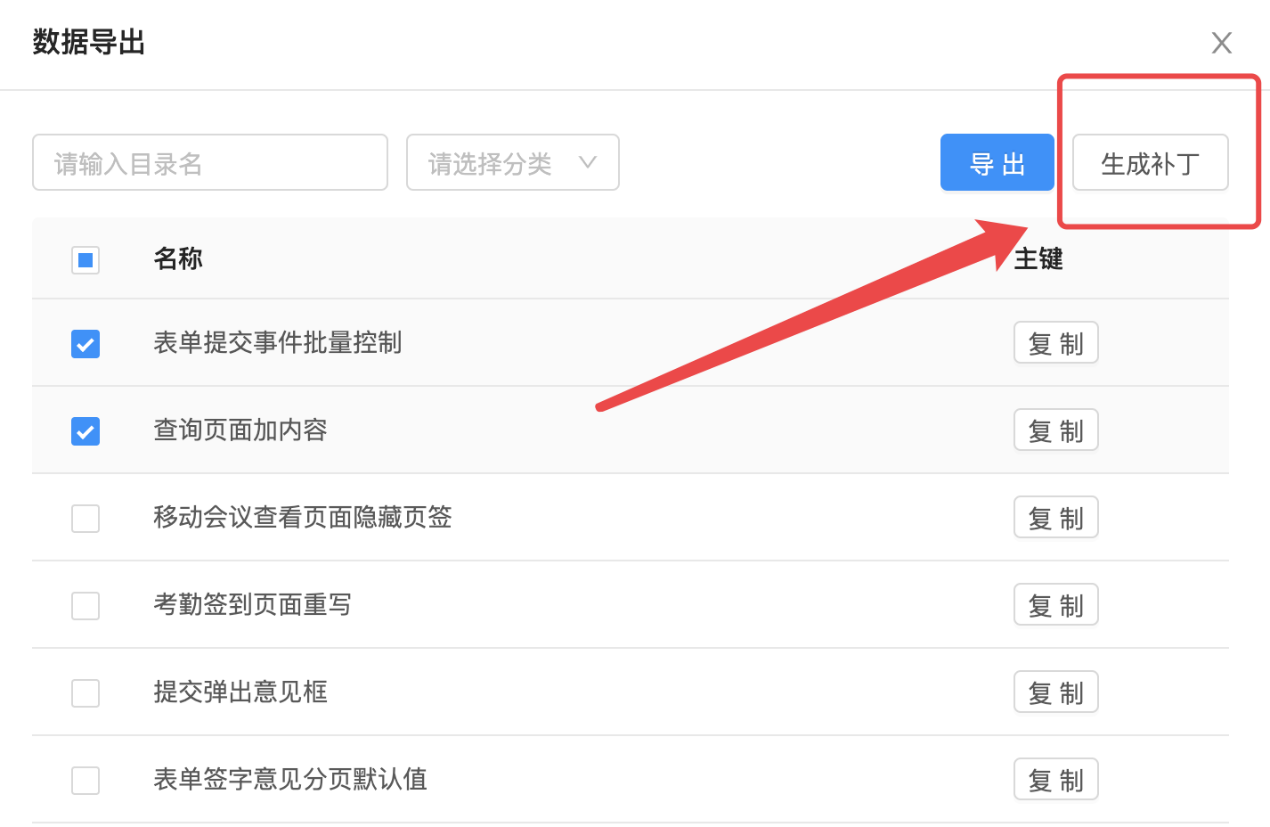 数据导出
请输入目录名 请选择分类 导出 生成补丁
名称 主键
表单提交事件批量控制 复制
查询页面加内容 复制
移动会议查看页面隐藏页签 复制
考勤签到页面重写 复制
提交弹出意见框 复制
表单签字意见分页默认值 复制